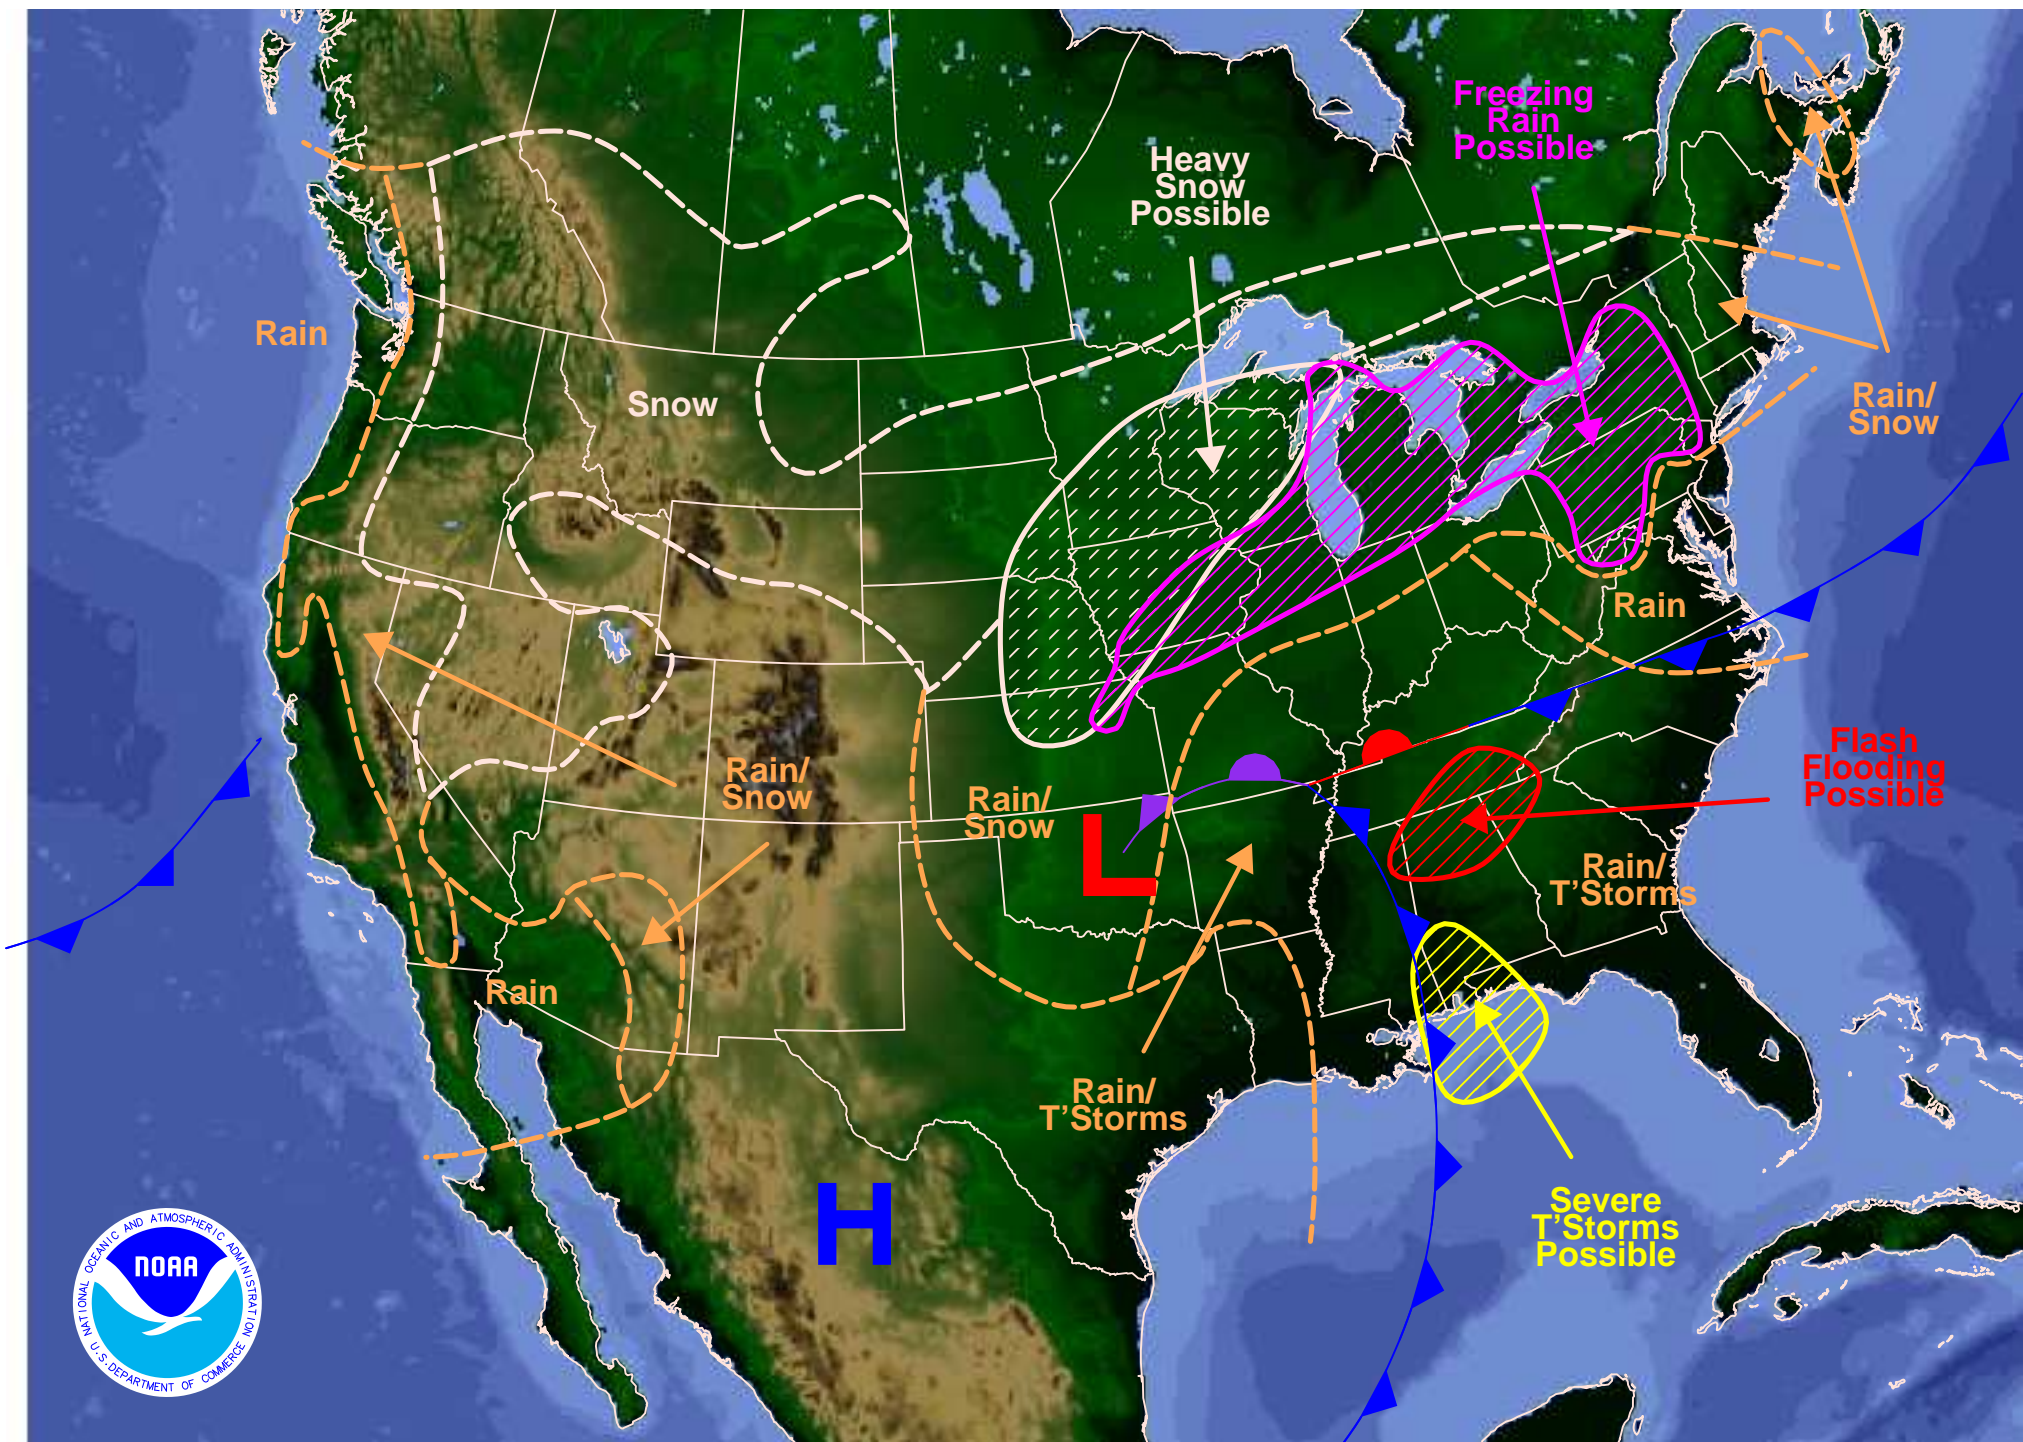 Freezing
Rain
Possible
Heavy
Snow
Possible
Rain
Snow
Rain/
Snow
Rain
Rain/
Snow
Rain/
Snow
Flash
Flooding
Possible
L
Rain/
T'Storms
Rain
Rain/
T'Storms
H
Severe
T'Storms
Possible
NATIONAL OCEANIC AND ATMOSPHERIC ADMINISTRATION
NOAA
U.S. DEPARTMENT OF COMMERCE